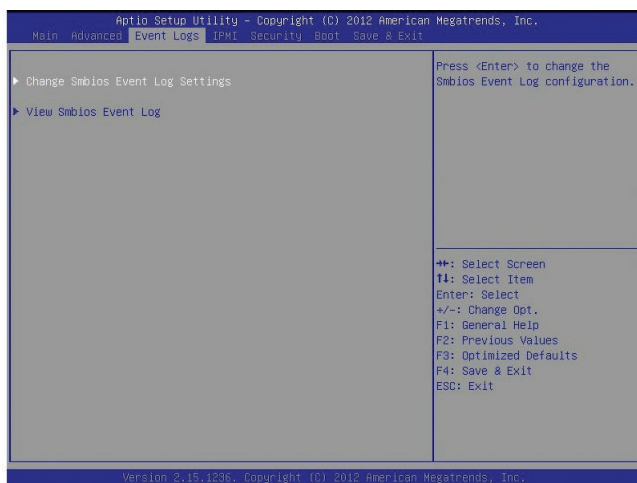 Aptio Setup Utility - Copyright (C) 2012 American Megatrends, Inc.
Main Advanced Event Logs IPMI Security Boot Save & Exit
▶ Change Smbios Event Log Settings
▶ View Smbios Event Log
Press <Enter> to change the
Smbios Event Log configuration.
→←: Select Screen
↑↓: Select Item
Enter: Select
+/-: Change Opt.
F1: General Help
F2: Previous Values
F3: Optimized Defaults
F4: Save & Exit
ESC: Exit
Version 2.15.1236. Copyright (C) 2012 American Megatrends, Inc.